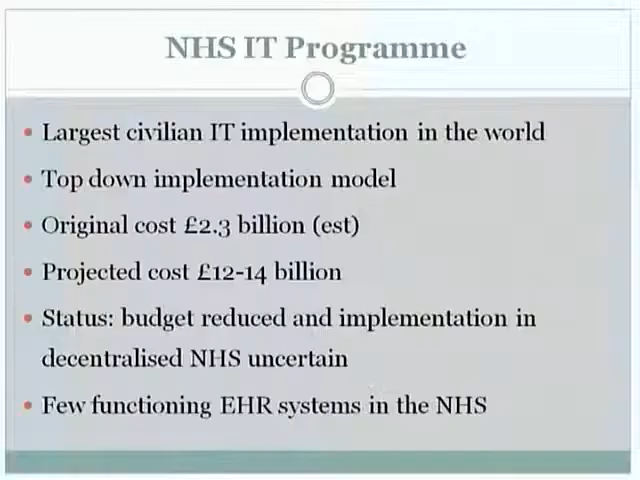 NHS IT Programme
• Largest civilian IT implementation in the world
• Top down implementation model
• Original cost £2.3 billion (est)
• Projected cost £12-14 billion
• Status: budget reduced and implementation in
decentralised NHS uncertain
• Few functioning EHR systems in the NHS